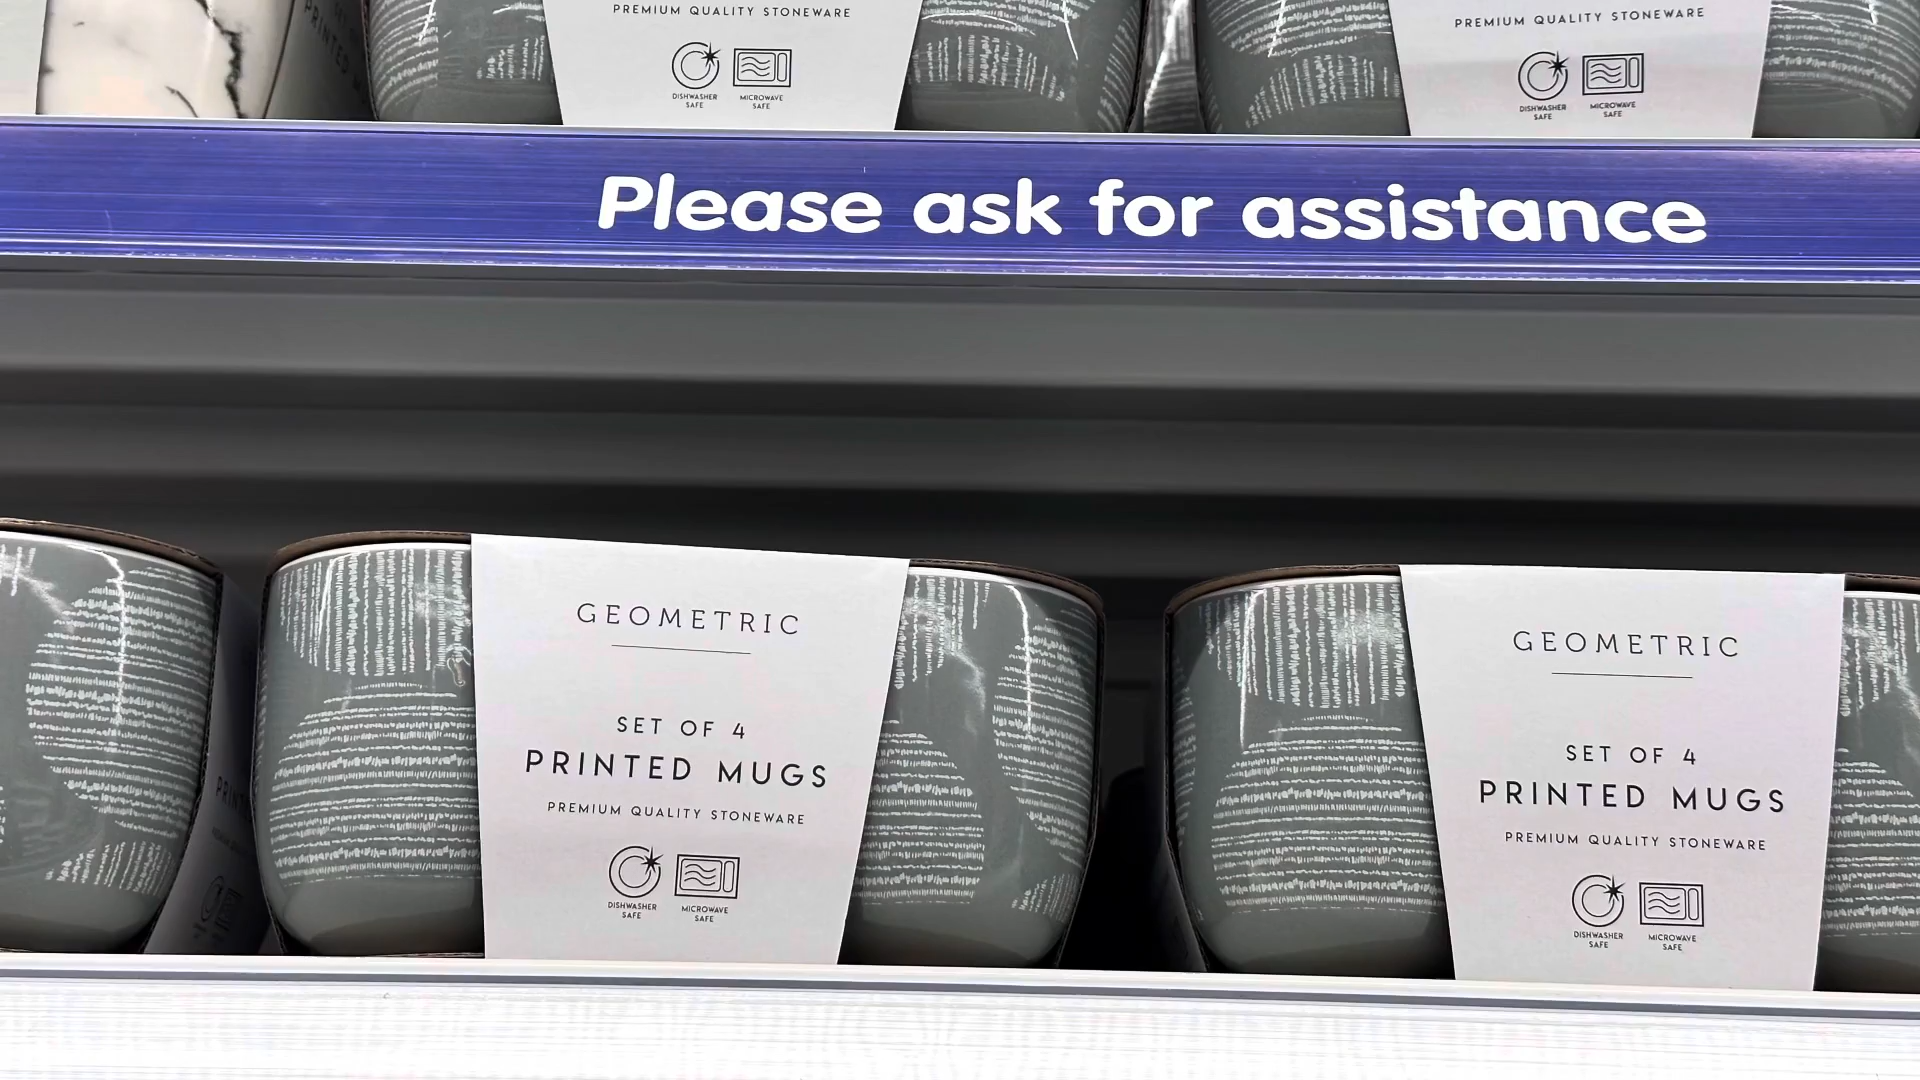 PREMIUM QUALITY STONEWARE
DISHWASHER SAFE
MICROWAVE SAFE
PREMIUM QUALITY STONEWARE
DISHWASHER SAFE
MICROWAVE SAFE
Please ask for assistance
GEOMETRIC
SET OF 4
PRINTED MUGS
PREMIUM QUALITY STONEWARE
DISHWASHER SAFE
MICROWAVE SAFE
GEOMETRIC
SET OF 4
PRINTED MUGS
PREMIUM QUALITY STONEWARE
DISHWASHER SAFE
MICROWAVE SAFE